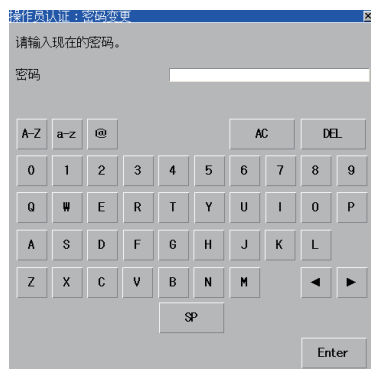 操作员认证：密码变更 ×
请输入现在的密码。
密码
A-Z a-z @ AC DEL
0 1 2 3 4 5 6 7 8 9
Q W E R T Y U I O P
A S D F G H J K L
Z X C V B N M ◄ ►
SP
Enter